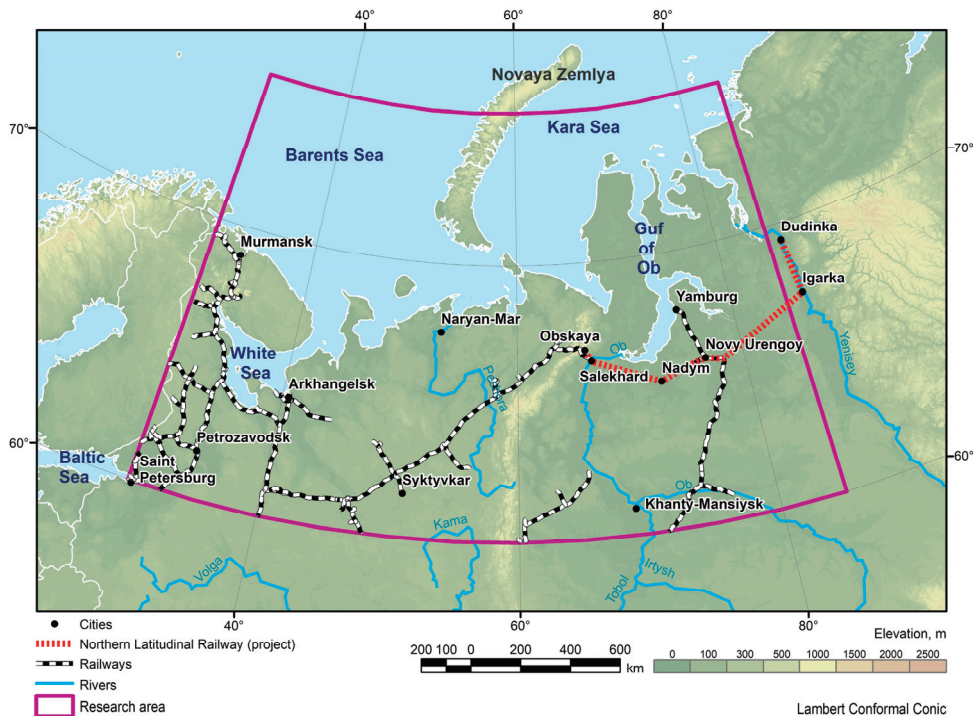 40° 60° 80°
Novaya Zemlya
70°
Kara Sea
Barents Sea
70°
Dudinka
Murmansk
Guf
of
Ob
Igarka
Yamburg
Naryan-Mar
Obskaya
Ob
Novy Urengoy
Yenisey
White
Sea
Pechora
Nadym
Salekhard
Arkhangelsk
60°
Petrozavodsk
60°
Baltic
Sea
Saint
Petersburg
Syktyvkar
Ob
Khanty-Mansiysk
Kama
Volga
Irtysh
Tobol
40° 60° 80°
Cities
Northern Latitudinal Railway (project)
Railways
Rivers
Research area
200 100 0 200 400 600
km
Elevation, m
0 100 300 500 1000 1500 2000 2500
Lambert Conformal Conic